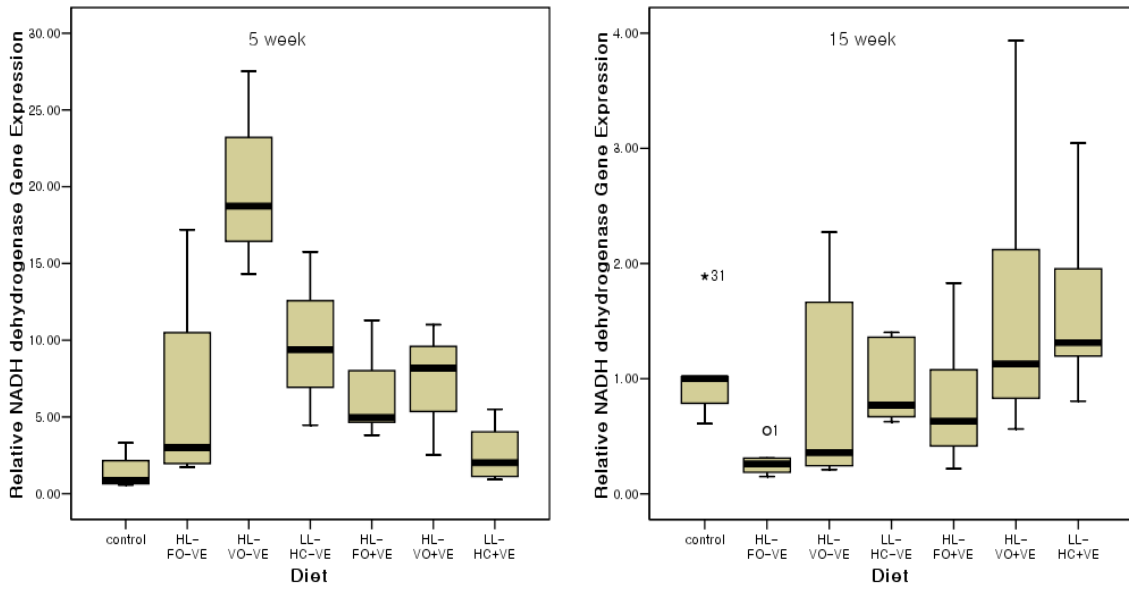 5 week
Relative NADH dehydrogenase Gene Expression
30.00
25.00
20.00
15.00
10.00
5.00
0.00
control
HL-
FO-VE
HL-
VO-VE
LL-
HC-VE
HL-
FO+VE
HL-
VO+VE
LL-
HC+VE
Diet
15 week
Relative NADH dehydrogenase Gene Expression
4.00
3.00
2.00
1.00
0.00
*31
o1
control
HL-
FO-VE
HL-
VO-VE
LL-
HC-VE
HL-
FO+VE
HL-
VO+VE
LL-
HC+VE
Diet